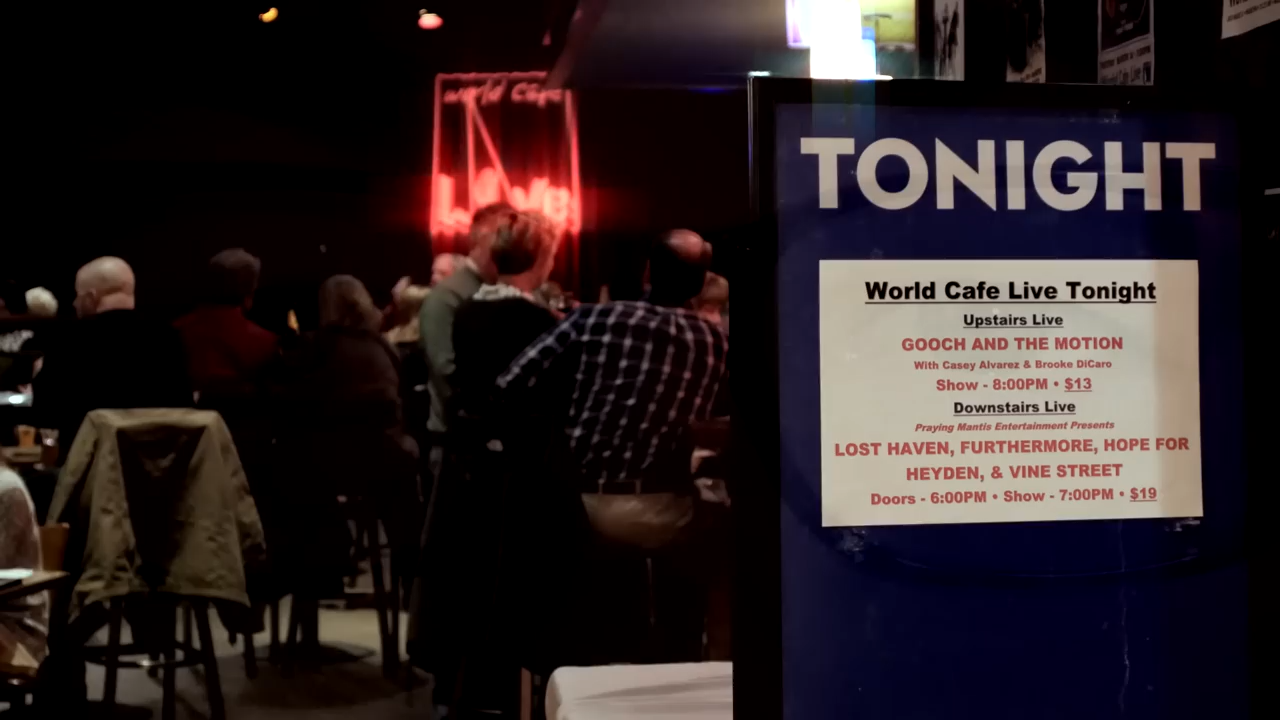 world Cafe
Live
TONIGHT
World Cafe Live Tonight
Upstairs Live
GOOCH AND THE MOTION
With Casey Alvarez & Brooke DiCaro
Show - 8:00PM • $13
Downstairs Live
Praying Mantis Entertainment Presents
LOST HAVEN, FURTHERMORE, HOPE FOR
HEYDEN, & VINE STREET
Doors - 6:00PM • Show - 7:00PM • $19